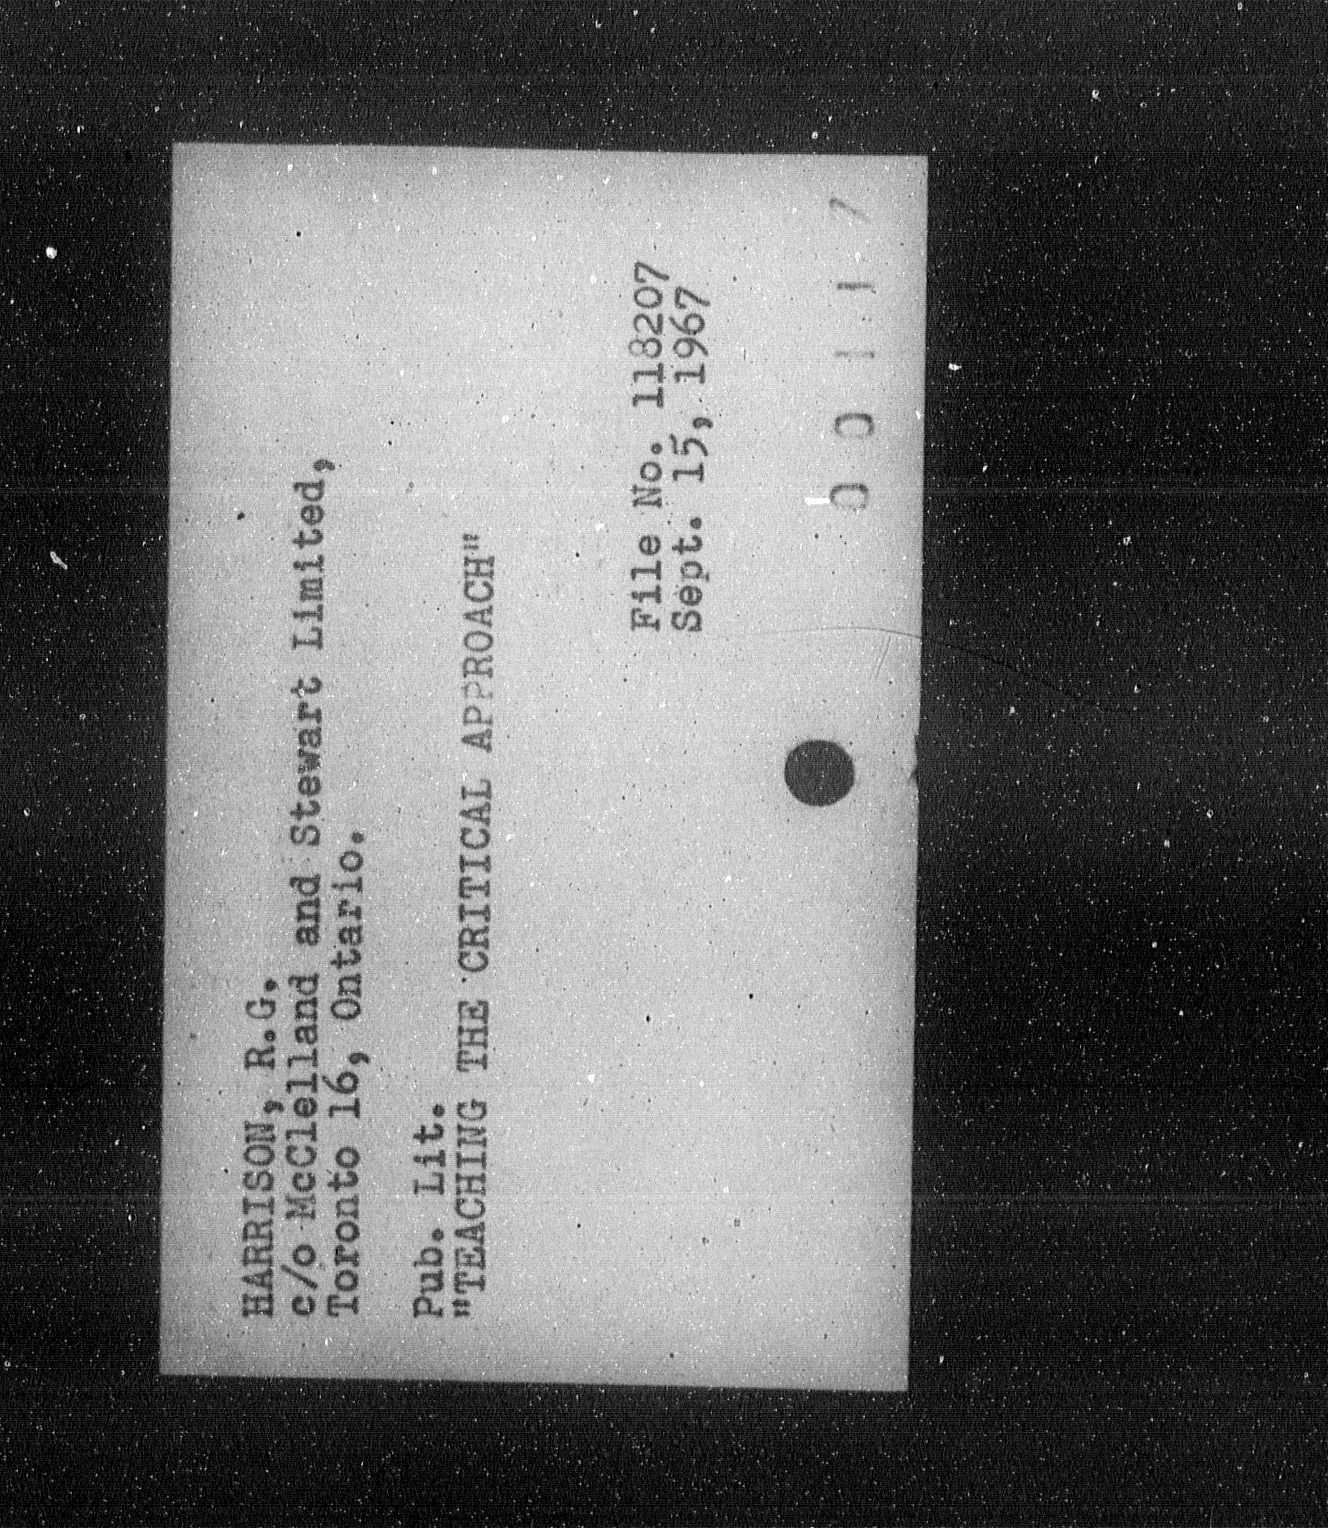 HARRISON, R.G.
c/o McClelland and Stewart Limited,
Toronto 16, Ontario.
Pub. Lit.
"TEACHING THE CRITICAL APPROACH"
File No. 118207
Sept. 15, 1967
00117